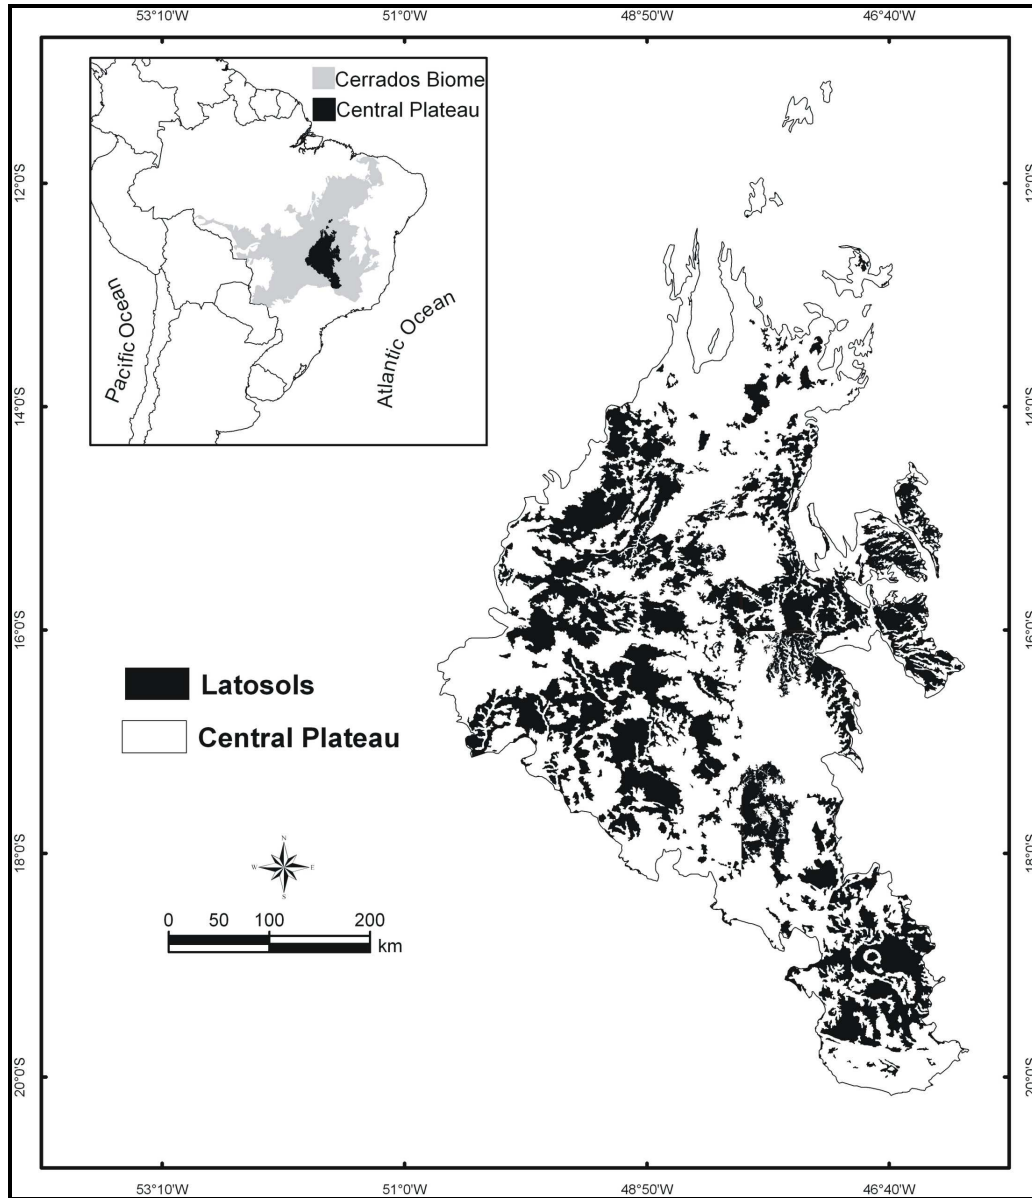 53°10'W 51°0'W 48°50'W 46°40'W
Cerrados Biome
Central Plateau
Pacific Ocean
Atlantic Ocean
12°0'S 12°0'S
14°0'S 14°0'S
16°0'S 16°0'S
Latosols
Central Plateau
18°0'S 18°0'S
N
W E
S
0 50 100 200
km
20°0'S 20°0'S
53°10'W 51°0'W 48°50'W 46°40'W